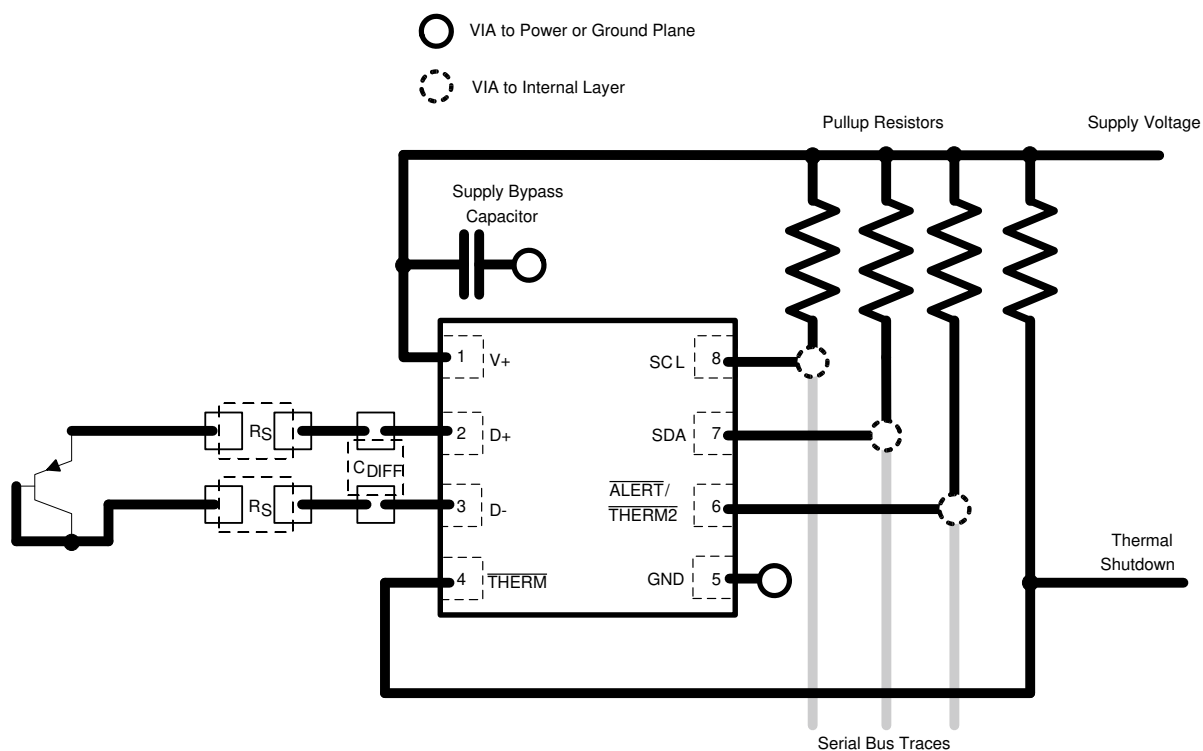 VIA to Power or Ground Plane
VIA to Internal Layer
Pullup Resistors
Supply Voltage
Supply Bypass
Capacitor
1
V+
SCL
8
RS
2
D+
SDA
7
CDIFF
RS
3
D-
ALERT/
THERM2
6
4
THERM
GND
5
Thermal
Shutdown
Serial Bus Traces